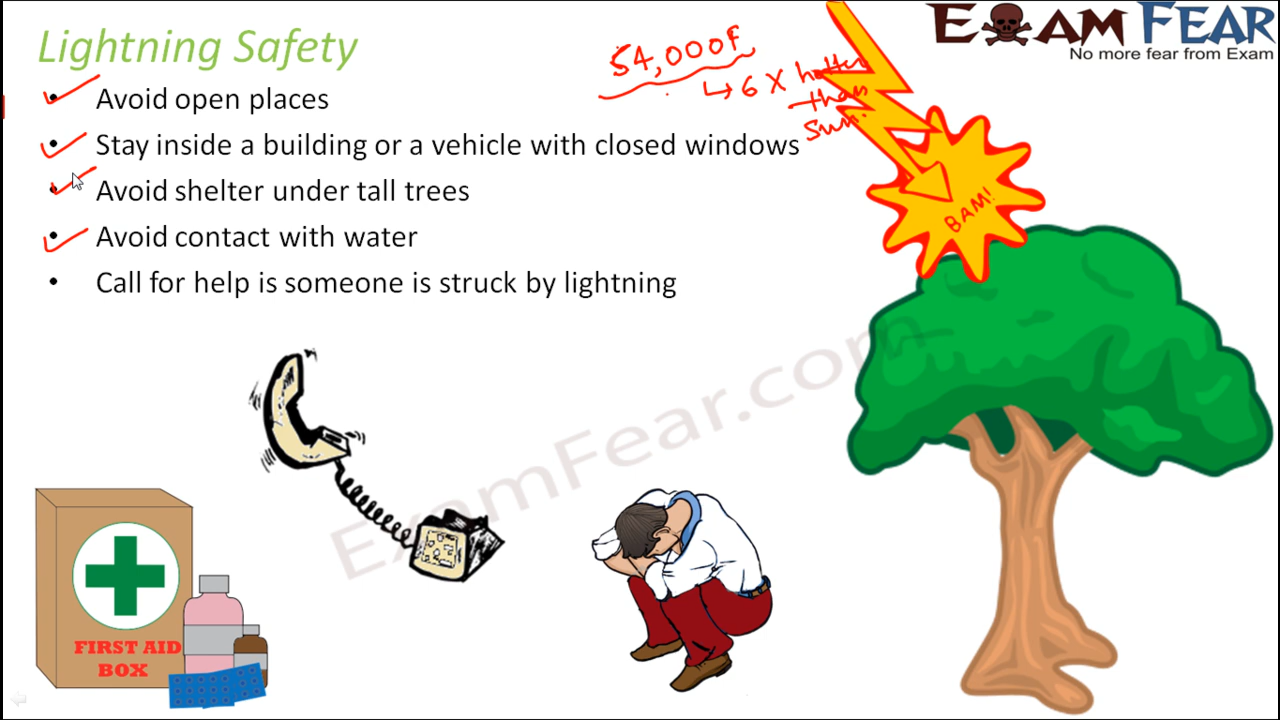 Lightning Safety
54,000F
↳ 6 X hotter
than
Sun.
EXAM FEAR
No more fear from Exam
• Avoid open places
• Stay inside a building or a vehicle with closed windows
• Avoid shelter under tall trees
• Avoid contact with water
• Call for help is someone is struck by lightning
BAM!
ExamFear.com
FIRST AID
BOX